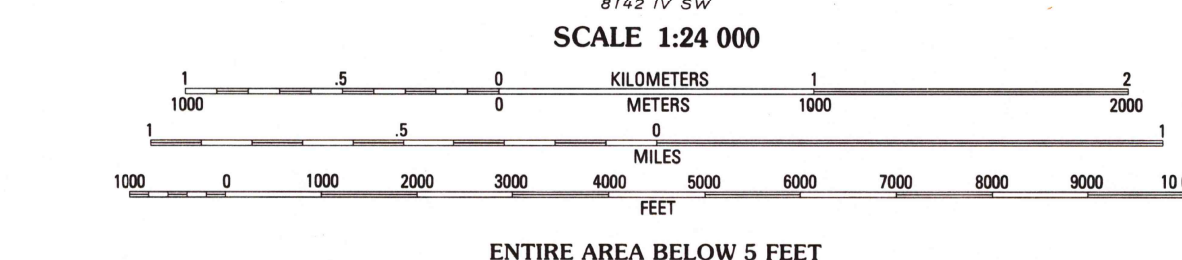 8142 IV SW
SCALE 1:24 000
1 .5 0 KILOMETERS 1 2
1000 0 METERS 1000 2000
1 .5 0 1
MILES
1000 0 1000 2000 3000 4000 5000 6000 7000 8000 9000 10
FEET
ENTIRE AREA BELOW 5 FEET